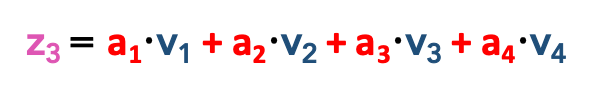 z₃ = a₁·v₁ + a₂·v₂ + a₃·v₃ + a₄·v₄